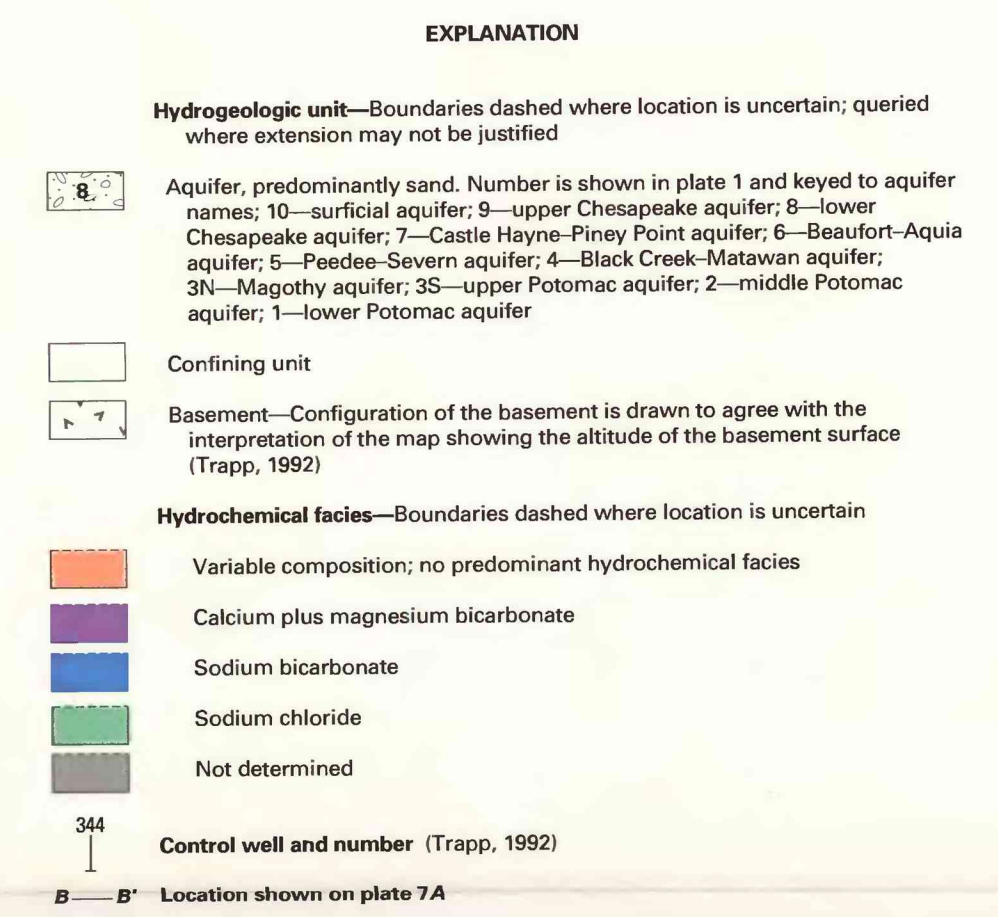 EXPLANATION
Hydrogeologic unit—Boundaries dashed where location is uncertain; queried
where extension may not be justified
8
Aquifer, predominantly sand. Number is shown in plate 1 and keyed to aquifer
names; 10—surficial aquifer; 9—upper Chesapeake aquifer; 8—lower
Chesapeake aquifer; 7—Castle Hayne–Piney Point aquifer; 6—Beaufort–Aquia
aquifer; 5—Peedee–Severn aquifer; 4—Black Creek–Matawan aquifer;
3N—Magothy aquifer; 3S—upper Potomac aquifer; 2—middle Potomac
aquifer; 1—lower Potomac aquifer
Confining unit
Basement—Configuration of the basement is drawn to agree with the
interpretation of the map showing the altitude of the basement surface
(Trapp, 1992)
Hydrochemical facies—Boundaries dashed where location is uncertain
Variable composition; no predominant hydrochemical facies
Calcium plus magnesium bicarbonate
Sodium bicarbonate
Sodium chloride
Not determined
344
Control well and number (Trapp, 1992)
B—B' Location shown on plate 7A